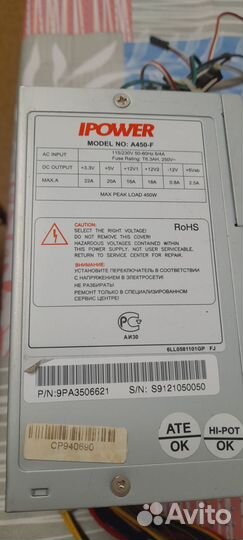 IPOWER
MODEL NO: A450-F
AC INPUT 115/230V 50-60Hz 8/4A
Fuse Rating: T6.3AH, 250V~
DC OUTPUT +3.3V +5V +12V1 +12V2 -12V +5Vsb
MAX.A 22A 20A 16A 18A 0.8A 2.5A
MAX PEAK LOAD 450W
RoHS
CAUTION:
SELECT THE RIGHT VOLTAGE!
DO NOT REMOVE THIS COVER!
HAZARDOUS VOLTAGES CONTAINED WITHIN
THIS POWER SUPPLY. NOT USER SERVICEABLE.
RETURN TO SERVICE CENTER FOR REPAIR.
ВНИМАНИЕ:
УСТАНОВИТЕ ПЕРЕКЛЮЧАТЕЛЬ В СООТВЕТСТВИИ
С НАПРЯЖЕНИЕМ В ЭЛЕКТРОСЕТИ.
НЕ РАЗБИРАТЬ!
РЕМОНТ ТОЛЬКО В СПЕЦИАЛИЗИРОВАННОМ
СЕРВИС ЦЕНТРЕ!
АИ30
6LL0581101GP FJ
P/N:9PA3506621 S/N: S9121050050
CP940690
ATE
OK
HI-POT
OK
Avito